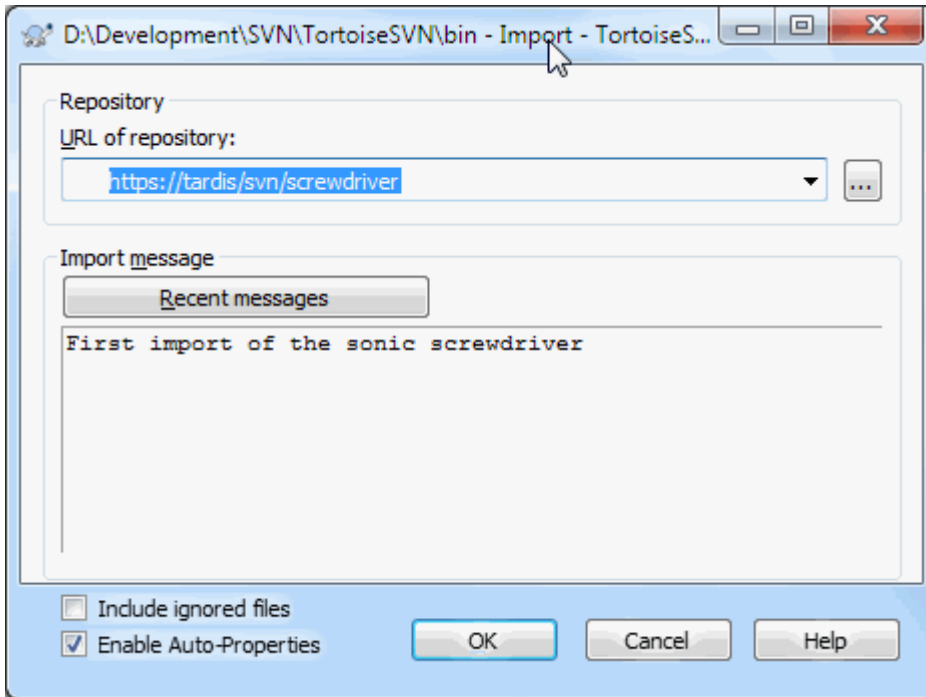 D:\Development\SVN\TortoiseSVN\bin - Import - TortoiseS...
Repository
URL of repository:
https://tardis/svn/screwdriver
...
Import message
Recent messages
First import of the sonic screwdriver
Include ignored files
Enable Auto-Properties
OK
Cancel
Help